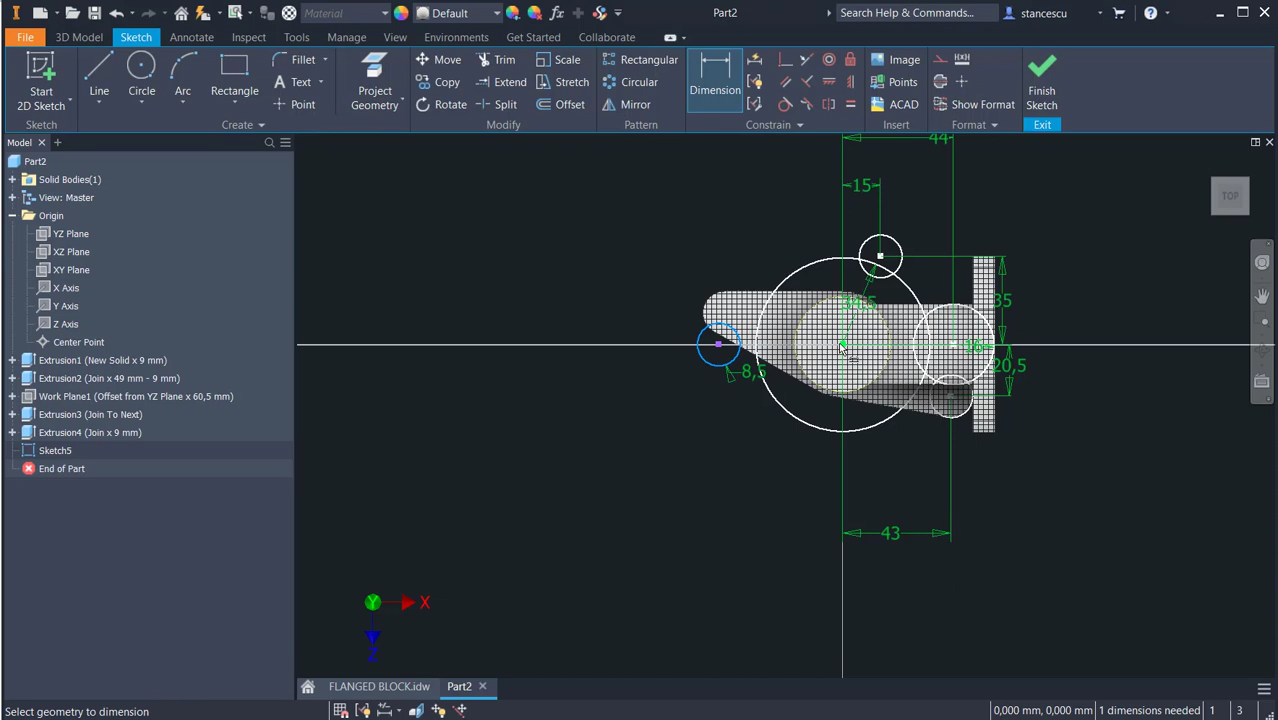 Material
Default
Part2
Search Help & Commands...
stancescu
File
3D Model
Sketch
Annotate
Inspect
Tools
Manage
View
Environments
Get Started
Collaborate
Start
2D Sketch
Line
Circle
Arc
Rectangle
Fillet
Text
Point
Project
Geometry
Move
Copy
Rotate
Trim
Extend
Split
Scale
Stretch
Offset
Rectangular
Circular
Mirror
Dimension
Image
Points
ACAD
Show Format
Finish
Sketch
Sketch
Create
Modify
Pattern
Constrain
Insert
Format
Exit
Model
Part2
Solid Bodies(1)
View: Master
Origin
YZ Plane
XZ Plane
XY Plane
X Axis
Y Axis
Z Axis
Center Point
Extrusion1 (New Solid x 9 mm)
Extrusion2 (Join x 49 mm - 9 mm)
Work Plane1 (Offset from YZ Plane x 60,5 mm)
Extrusion3 (Join To Next)
Extrusion4 (Join x 9 mm)
Sketch5
End of Part
44
15
TOP
35
16
20,5
8,5
43
Y
X
Z
FLANGED BLOCK.idw
Part2
Select geometry to dimension
0,000 mm, 0,000 mm
1 dimensions needed
1
3